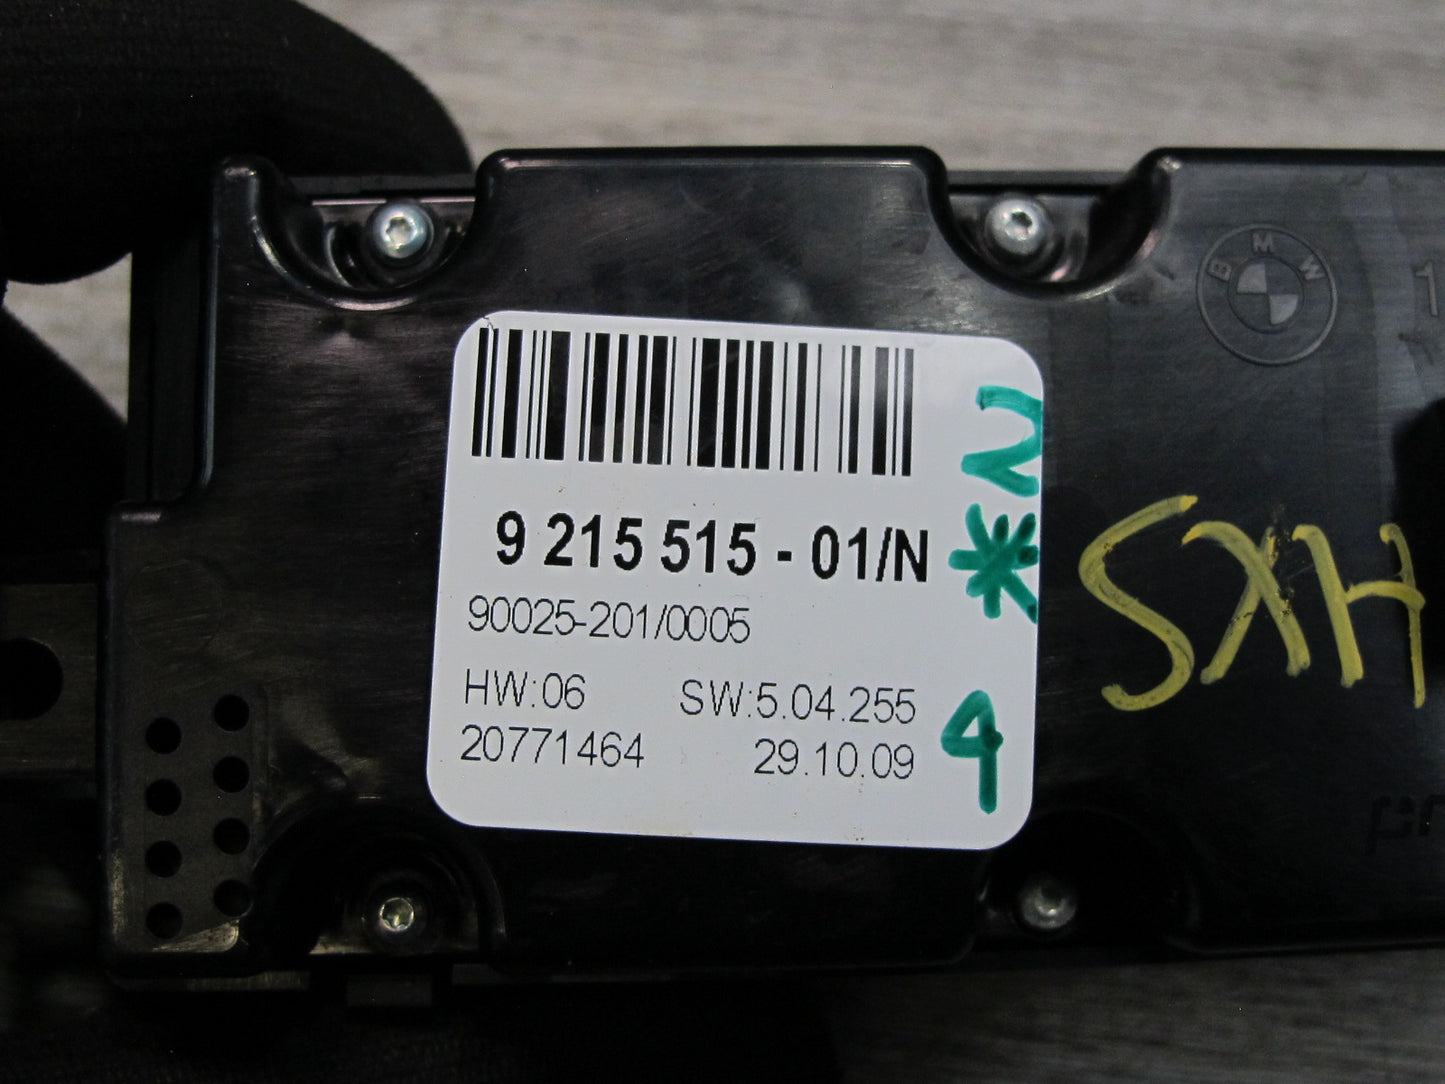 BMW
1
9 215 515 - 01/N
90025-201/0005
HW:06 SW:5.04.255
20771464 29.10.09
2 * 4
SXH